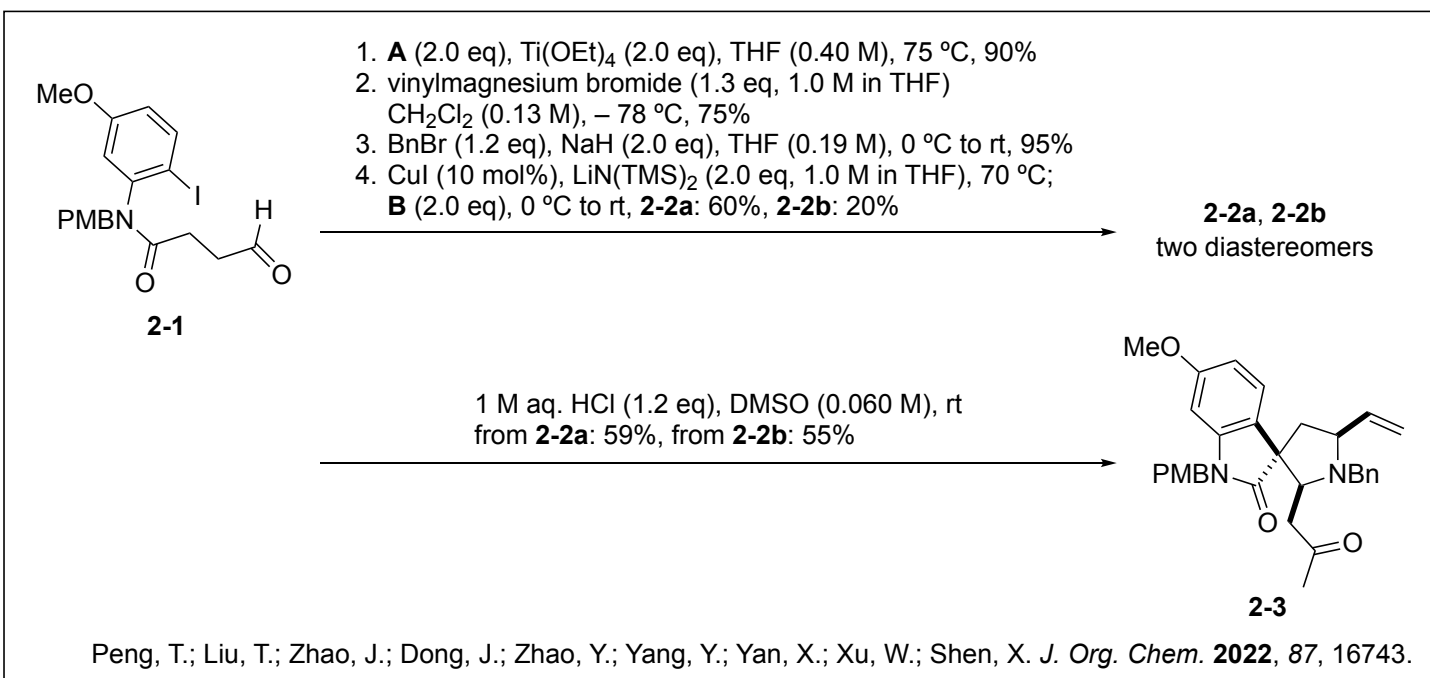 1. A (2.0 eq), Ti(OEt)4 (2.0 eq), THF (0.40 M), 75 ºC, 90%
2. vinylmagnesium bromide (1.3 eq, 1.0 M in THF)
CH2Cl2 (0.13 M), – 78 ºC, 75%
3. BnBr (1.2 eq), NaH (2.0 eq), THF (0.19 M), 0 ºC to rt, 95%
4. CuI (10 mol%), LiN(TMS)2 (2.0 eq, 1.0 M in THF), 70 ºC;
B (2.0 eq), 0 ºC to rt, 2-2a: 60%, 2-2b: 20%
MeO
I
PMBN
H
O
O
2-1
2-2a, 2-2b
two diastereomers
1 M aq. HCl (1.2 eq), DMSO (0.060 M), rt
from 2-2a: 59%, from 2-2b: 55%
MeO
PMBN
NBn
O
O
2-3
Peng, T.; Liu, T.; Zhao, J.; Dong, J.; Zhao, Y.; Yang, Y.; Yan, X.; Xu, W.; Shen, X. J. Org. Chem. 2022, 87, 16743.